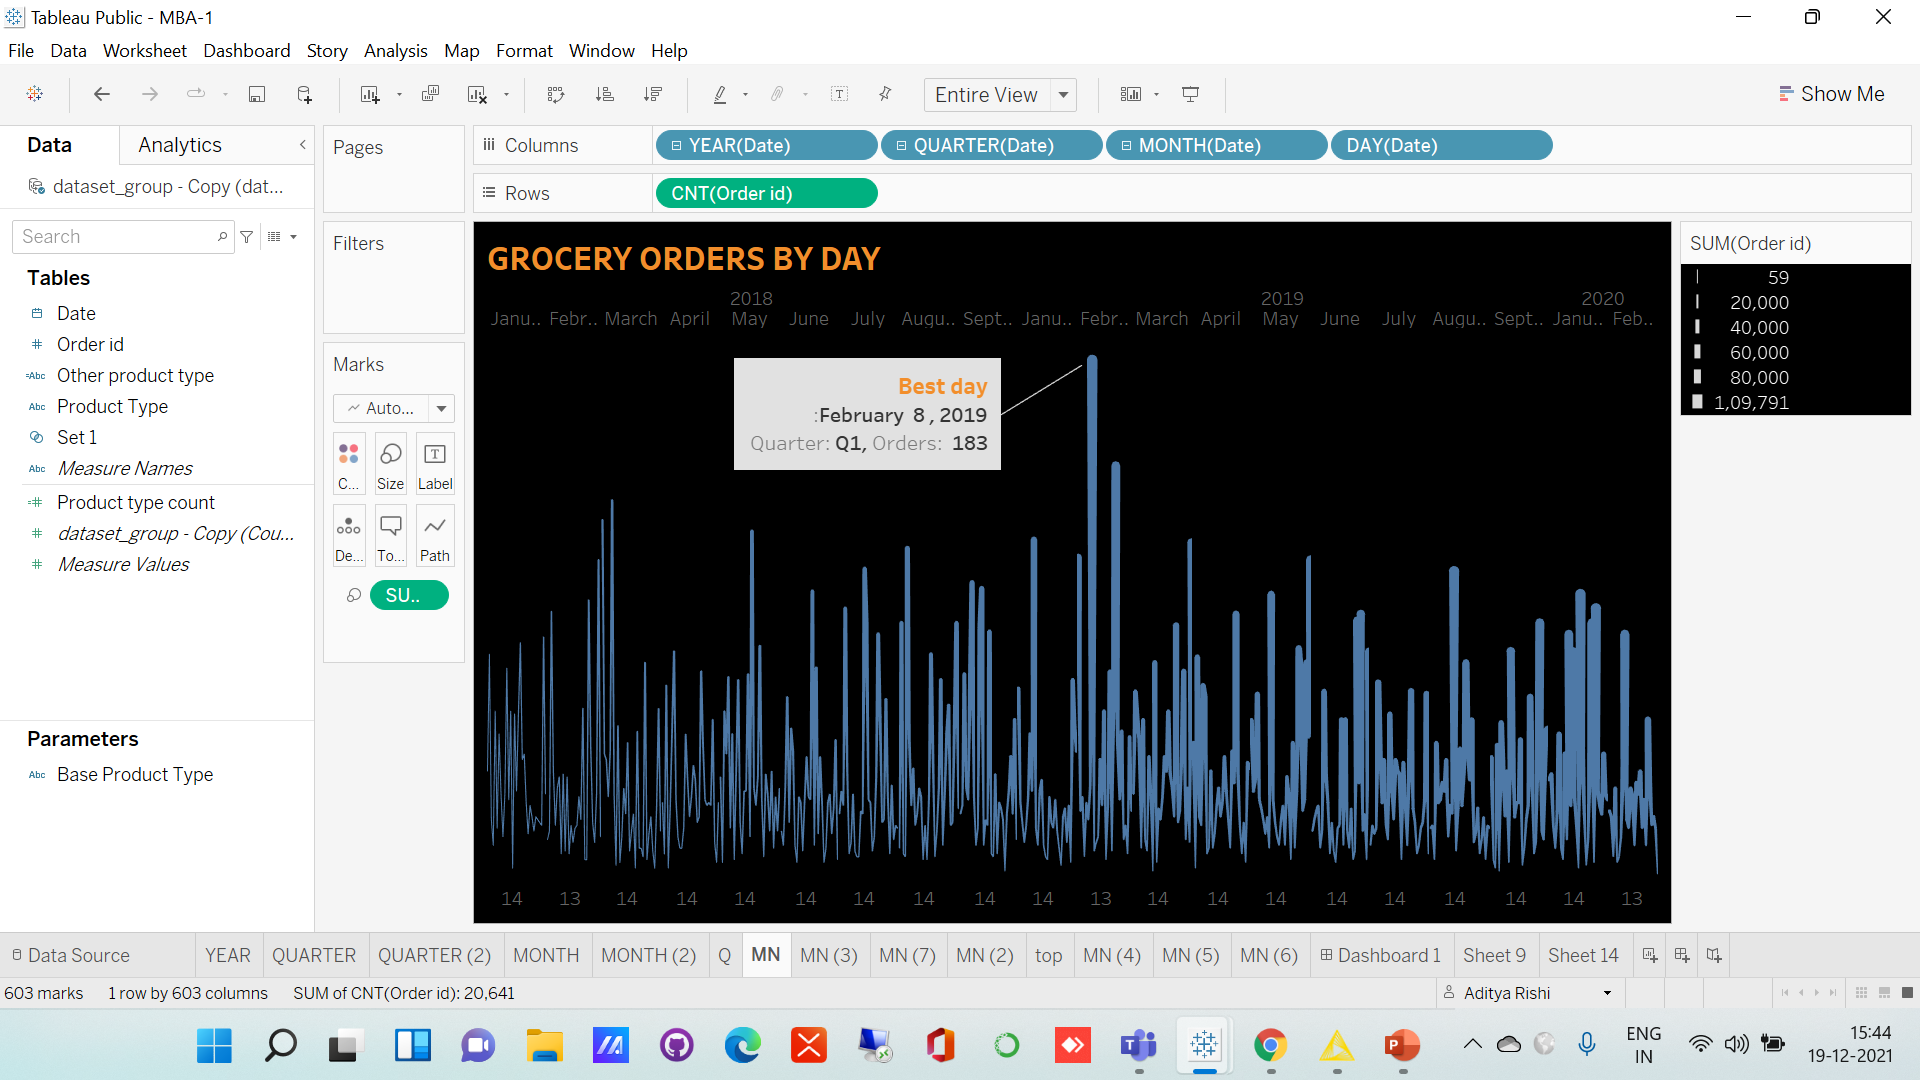 Tableau Public - MBA-1
File Data Worksheet Dashboard Story Analysis Map Format Window Help
Entire View
Show Me
Data Analytics
Pages
Columns YEAR(Date) QUARTER(Date) MONTH(Date) DAY(Date)
dataset_group - Copy (dat...
Rows CNT(Order id)
Search
Tables
Date
Order id
Abc Other product type
Abc Product Type
Set 1
Abc Measure Names
Product type count
dataset_group - Copy (Cou...
Measure Values
Parameters
Abc Base Product Type
Filters
Marks
Auto...
C... Size Label
De... To... Path
SU..
GROCERY ORDERS BY DAY
2018 2019 2020
Janu.. Febr.. March April May June July Augu.. Sept.. Janu.. Febr.. March April May June July Augu.. Sept.. Janu.. Feb..
Best day
:February 8 , 2019
Quarter: Q1, Orders: 183
14 13 14 14 14 14 14 14 14 14 13 14 14 14 14 14 14 14 14 13
SUM(Order id)
59
20,000
40,000
60,000
80,000
1,09,791
Data Source YEAR QUARTER QUARTER (2) MONTH MONTH (2) Q MN MN (3) MN (7) MN (2) top MN (4) MN (5) MN (6) Dashboard 1 Sheet 9 Sheet 14
603 marks 1 row by 603 columns SUM of CNT(Order id): 20,641
Aditya Rishi
ENG
IN
15:44
19-12-2021